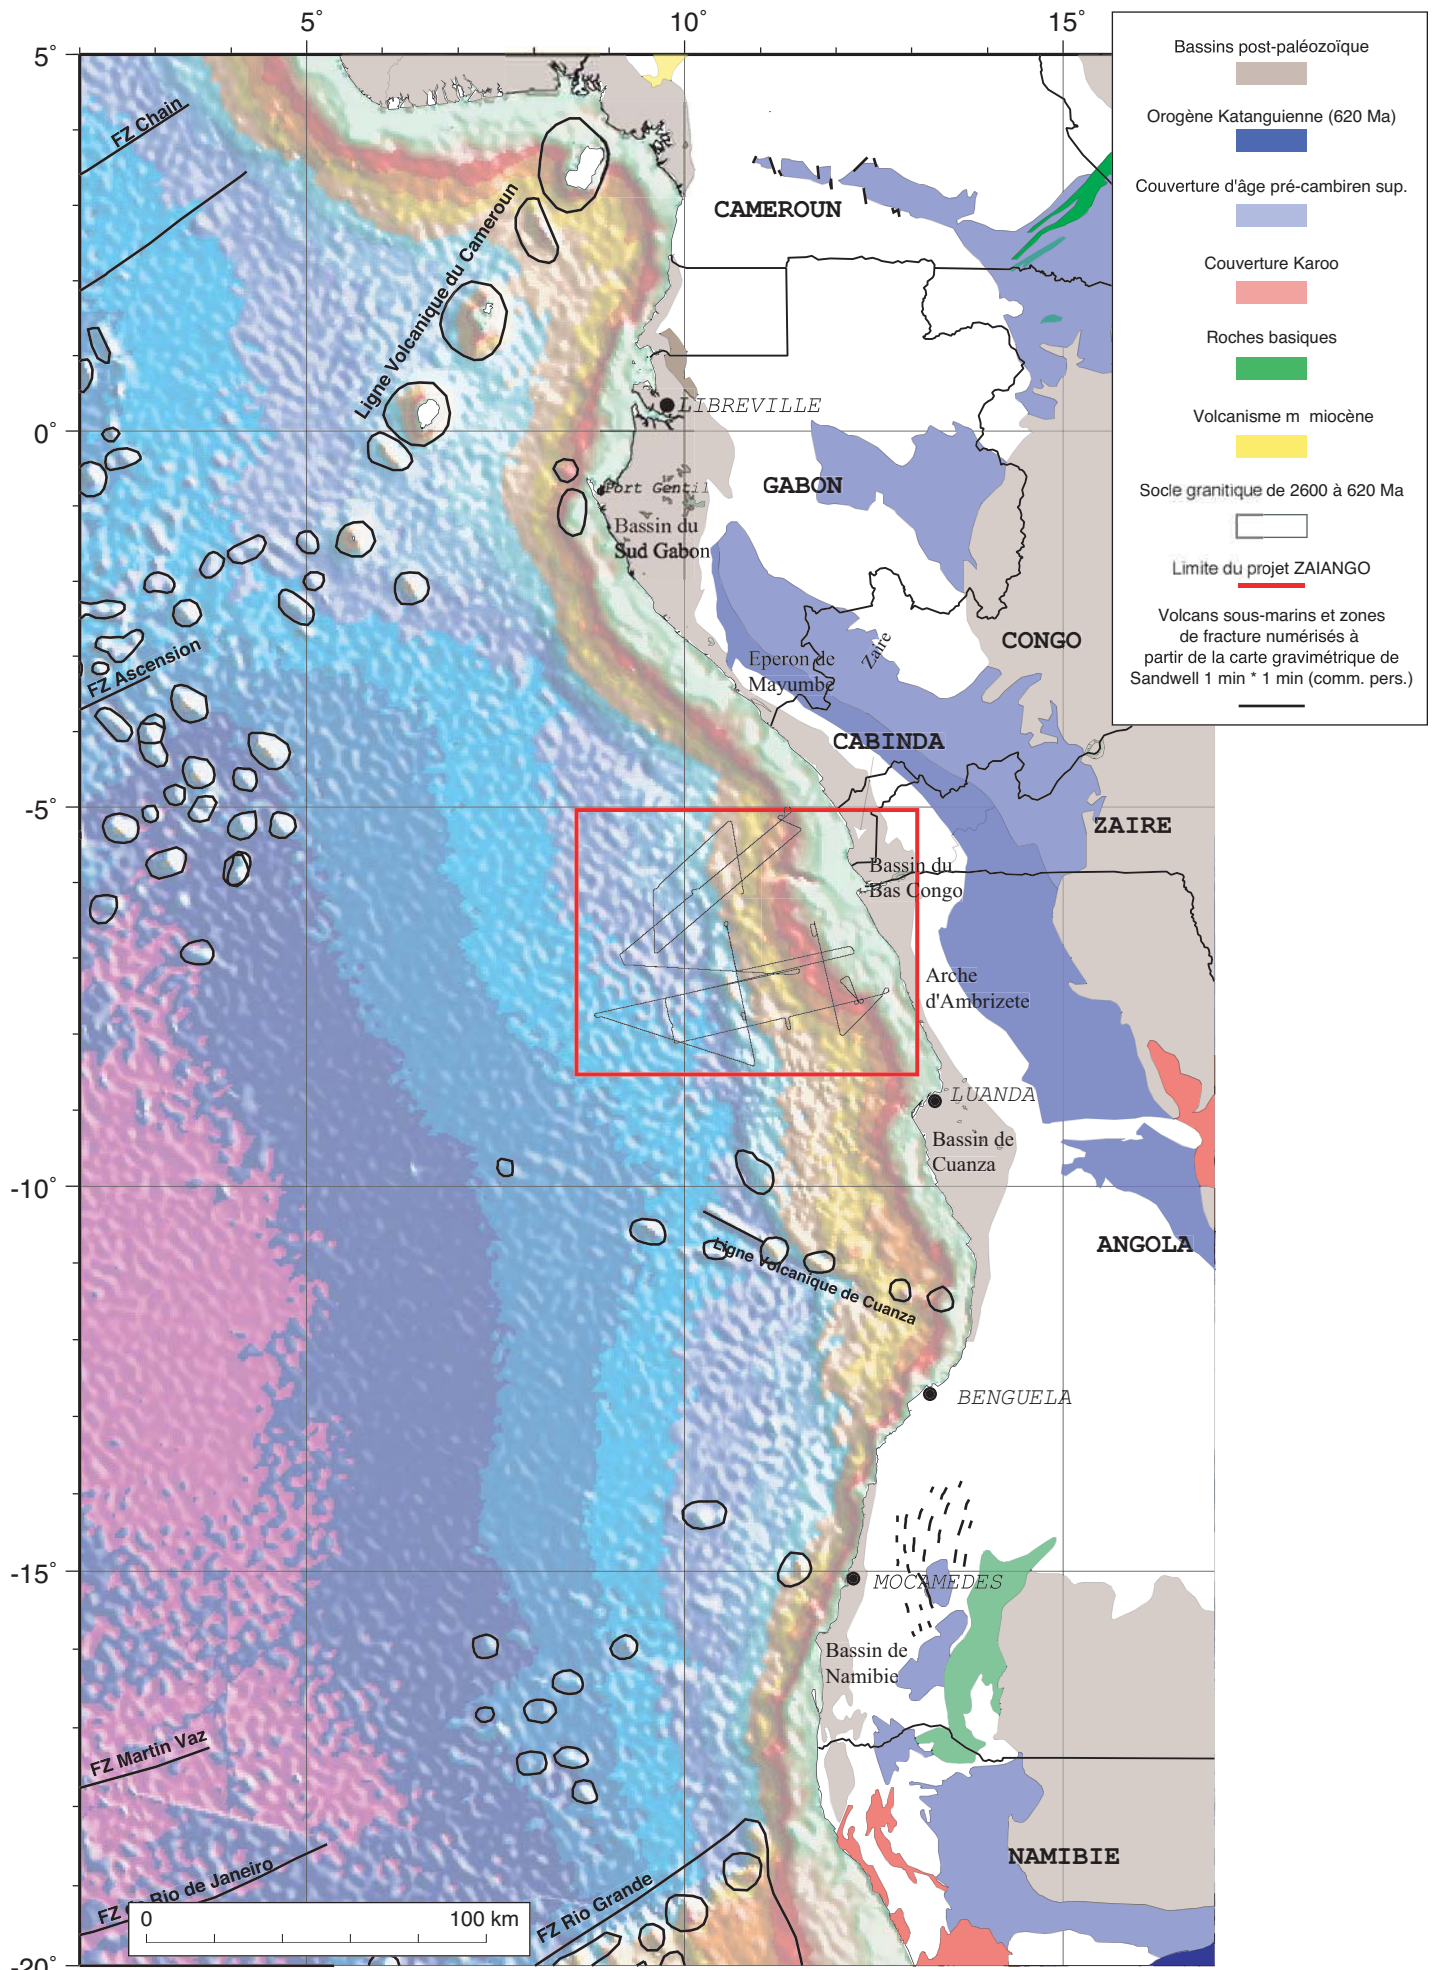 5°
10°
15°
5°
0°
-5°
-10°
-15°
-20°
Bassins post-paléozoïque
Orogène Katanguienne (620 Ma)
Couverture d'âge pré-cambiren sup.
Couverture Karoo
Roches basiques
Volcanisme m miocène
Socle granitique de 2600 à 620 Ma
Limite du projet ZAIANGO
Volcans sous-marins et zones
de fracture numérisés à
partir de la carte gravimétrique de
Sandwell 1 min * 1 min (comm. pers.)
FZ Chain
Ligne Volcanique du Cameroun
CAMEROUN
LIBREVILLE
GABON
Port Gentil
Bassin du
Sud Gabon
FZ Ascension
Eperon de
Mayumbe
Zaire
CONGO
CABINDA
ZAIRE
Bassin du
Bas Congo
Arche
d'Ambrizete
LUANDA
Bassin de
Cuanza
ANGOLA
Ligne Volcanique de Cuanza
BENGUELA
MOCAMEDES
Bassin de
Namibie
FZ Martin Vaz
NAMIBIE
FZ Rio de Janeiro
FZ Rio Grande
0 100 km